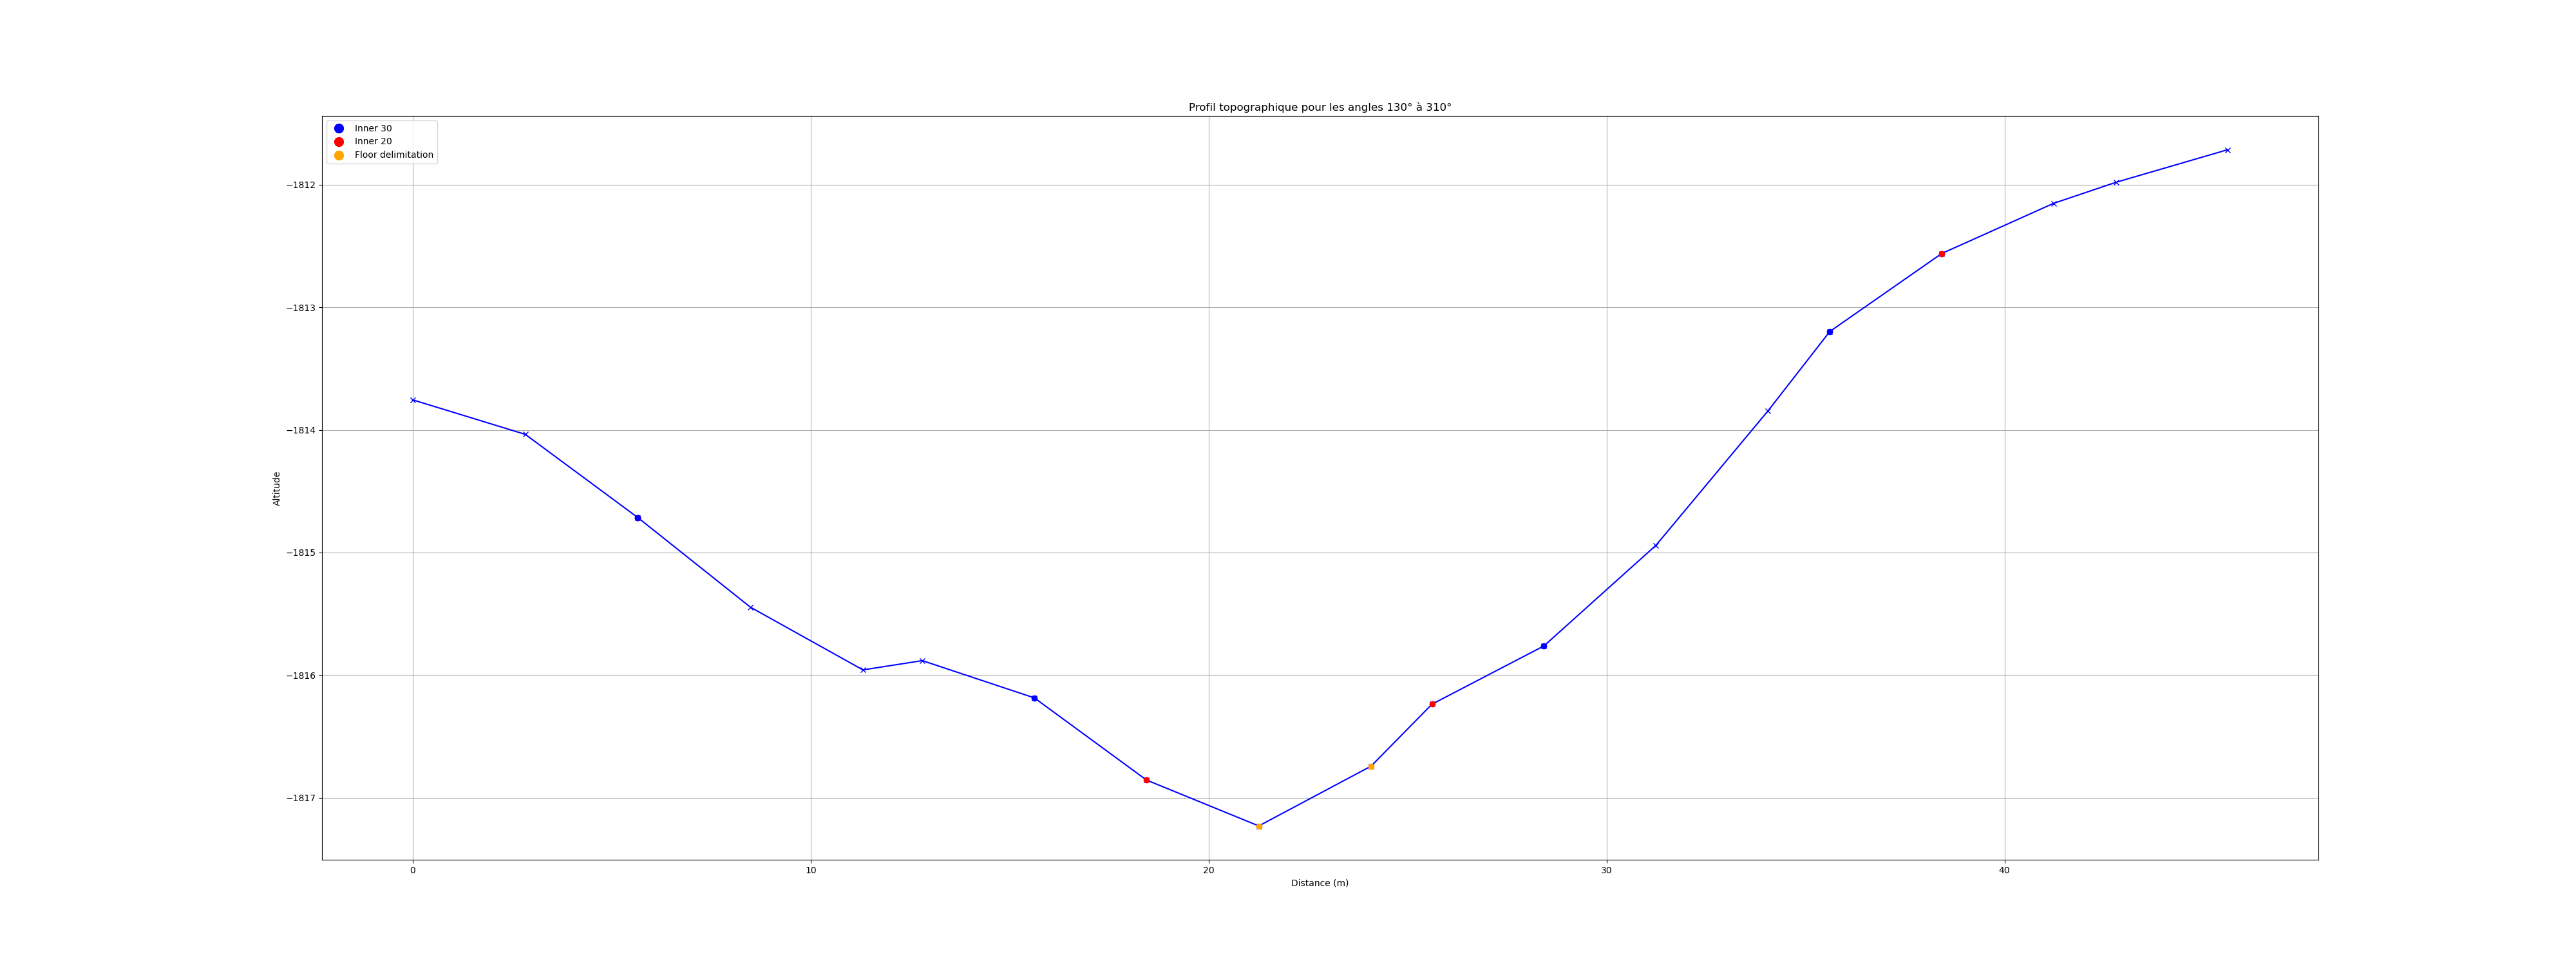 Profil topographique pour les angles 130° à 310°
Inner 30
Inner 20
Floor delimitation
−1812
−1813
−1814
−1815
−1816
−1817
Altitude
0 10 20 30 40
Distance (m)